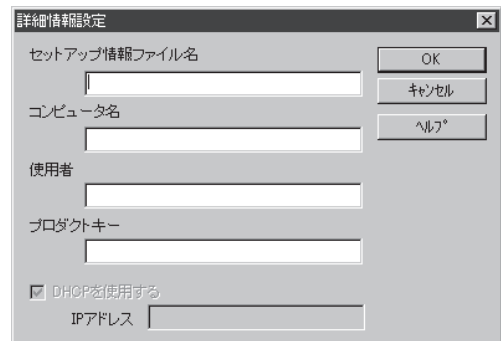 詳細情報設定
セットアップ情報ファイル名
OK
キャンセル
コンピュータ名
ヘルプ
使用者
プロダクトキー
DHCPを使用する
IPアドレス